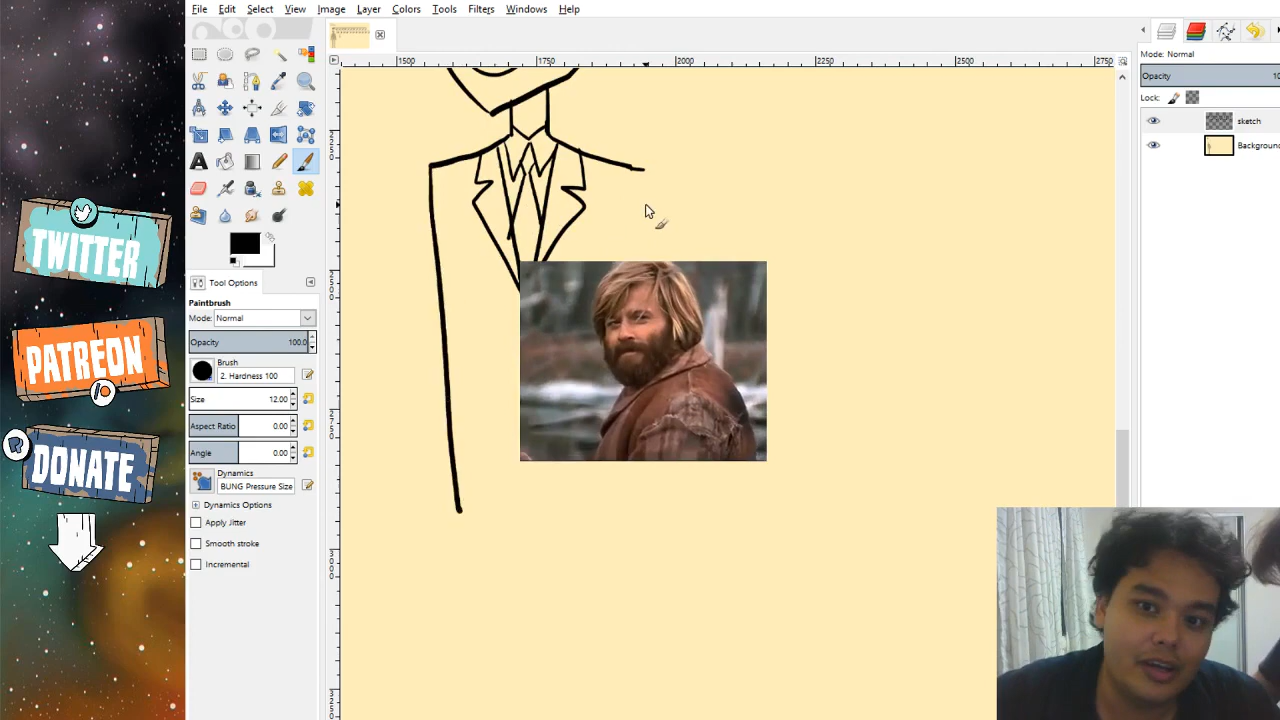 File Edit Select View Image Layer Colors Tools Filters Windows Help
1500 1750 2000 2250 2500 2750
Mode: Normal
Opacity 10
Lock:
sketch
Background
TWITTER
PATREON
DONATE
Tool Options
Paintbrush
Mode: Normal
Opacity 100.0
Brush
2. Hardness 100
Size 12.00
Aspect Ratio 0.00
Angle 0.00
Dynamics
BUNG Pressure Size
Dynamics Options
Apply Jitter
Smooth stroke
Incremental